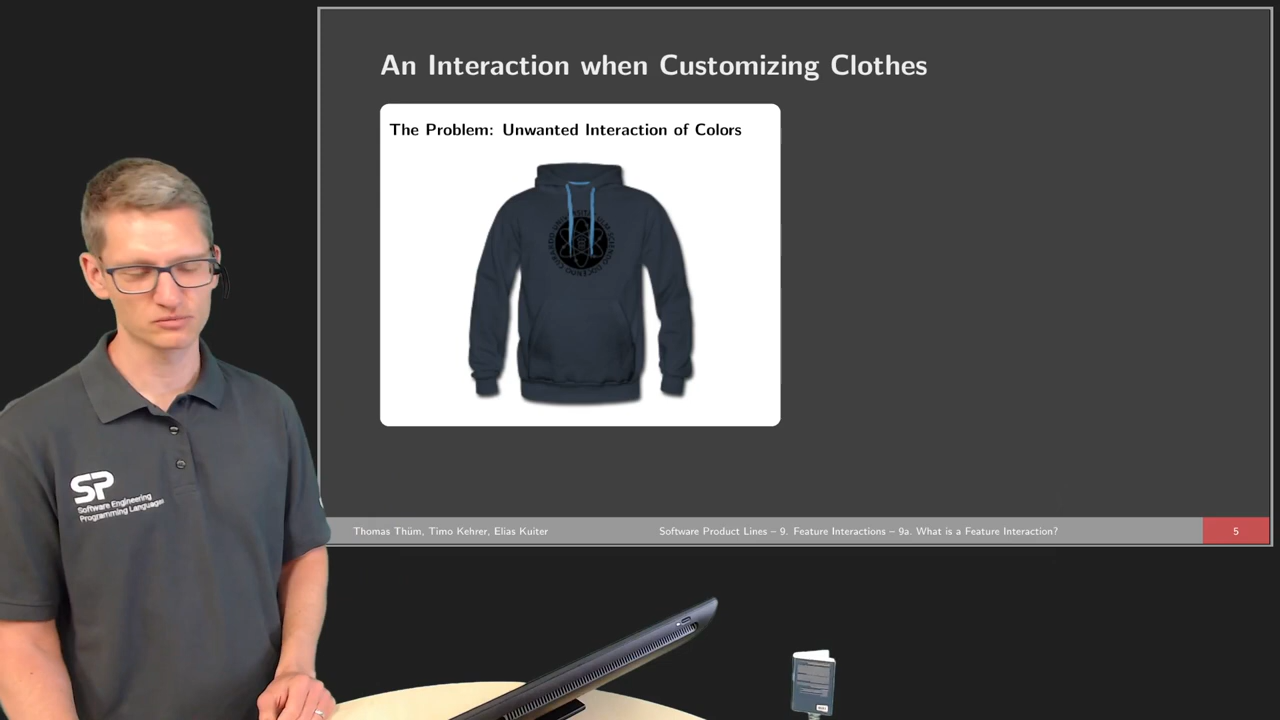 An Interaction when Customizing Clothes
The Problem: Unwanted Interaction of Colors
SP
Software Engineering
Programming Languages
Thomas Thüm, Timo Kehrer, Elias Kuiter
Software Product Lines – 9. Feature Interactions – 9a. What is a Feature Interaction?
5